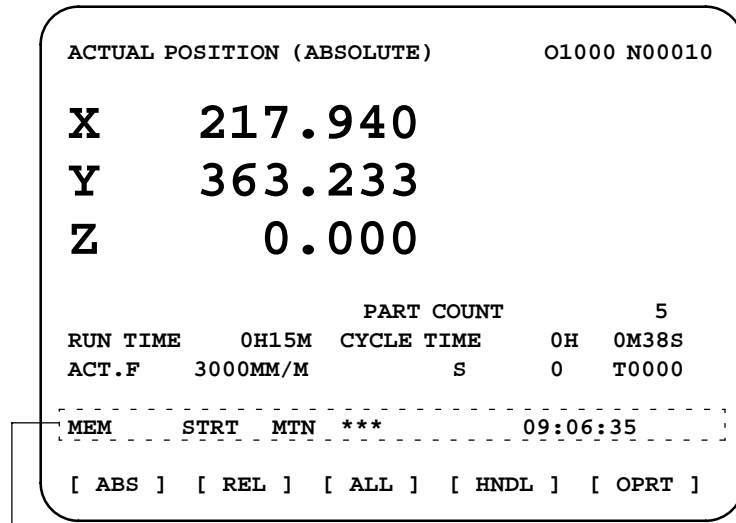 ACTUAL POSITION (ABSOLUTE) O1000 N00010
X 217.940
Y 363.233
Z 0.000
PART COUNT 5
RUN TIME 0H15M CYCLE TIME 0H 0M38S
ACT.F 3000MM/M S 0 T0000
MEM STRT MTN *** 09:06:35
[ ABS ] [ REL ] [ ALL ] [ HNDL ] [ OPRT ]